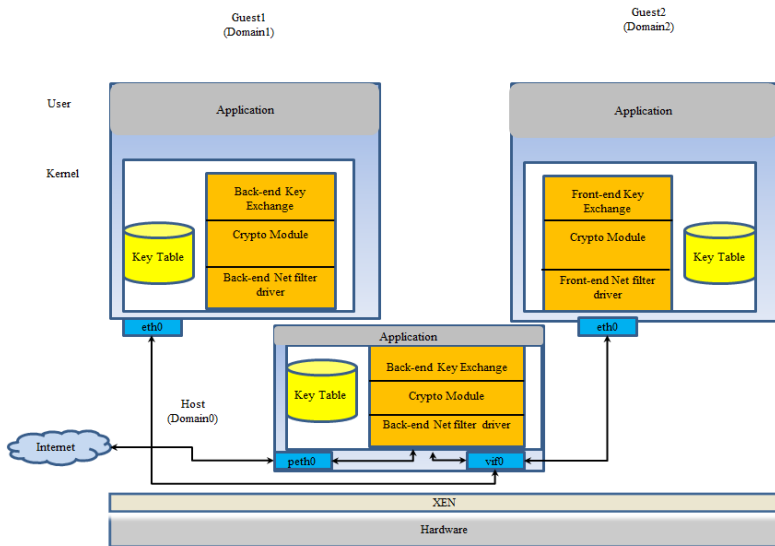 Guest1
(Domain1)
Guest2
(Domain2)
User
Application
Application
Kernel
Back-end Key
Exchange
Crypto Module
Back-end Net filter
driver
Key Table
Front-end Key
Exchange
Crypto Module
Front-end Net filter
driver
Key Table
eth0
eth0
Application
Key Table
Back-end Key Exchange
Crypto Module
Back-end Net filter driver
Host
(Domain0)
Internet
peth0
vif0
XEN
Hardware